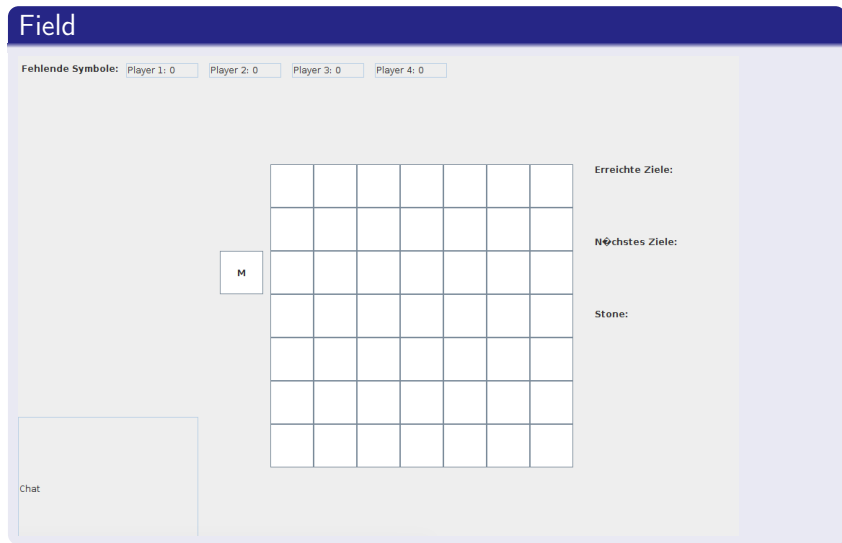 Field
Fehlende Symbole: Player 1: 0 Player 2: 0 Player 3: 0 Player 4: 0
Erreichte Ziele:
N�chstes Ziele:
M
Stone:
Chat